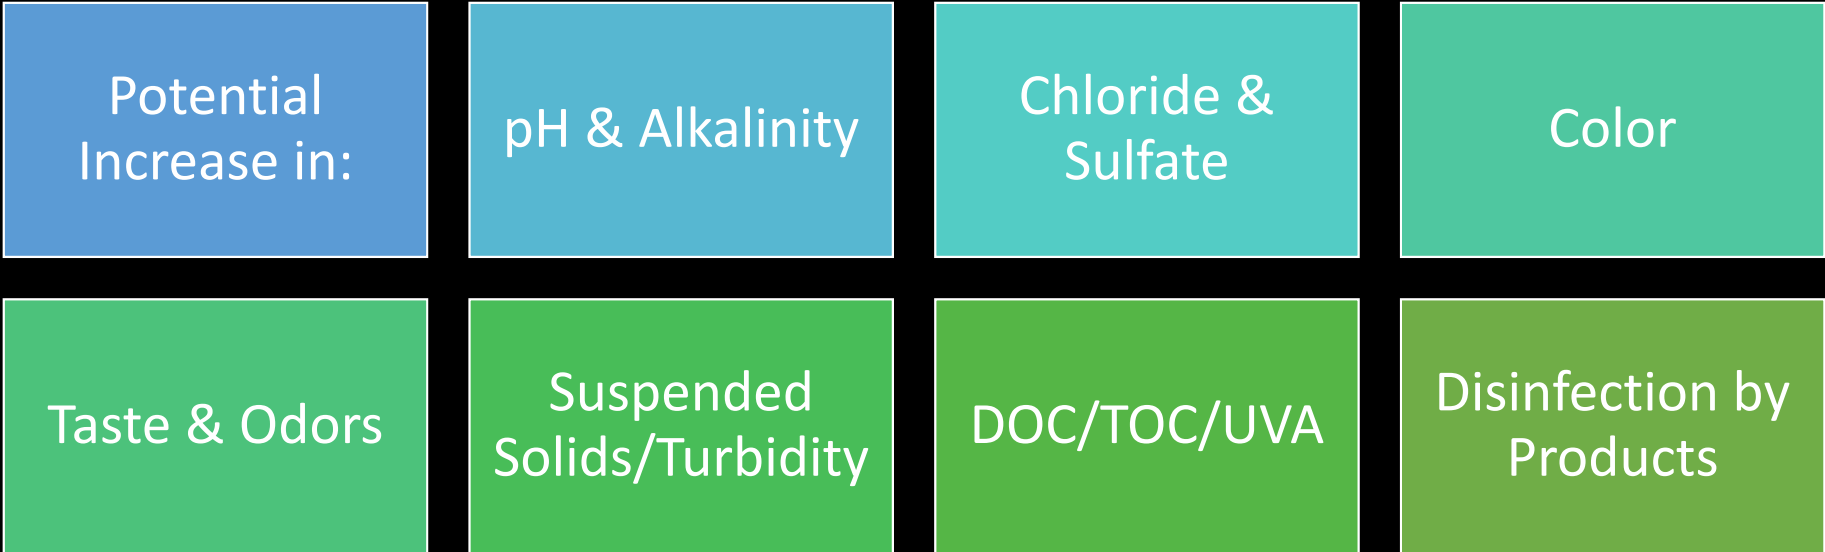 Potential
Increase in:
pH & Alkalinity
Chloride &
Sulfate
Color
Taste & Odors
Suspended
Solids/Turbidity
DOC/TOC/UVA
Disinfection by
Products